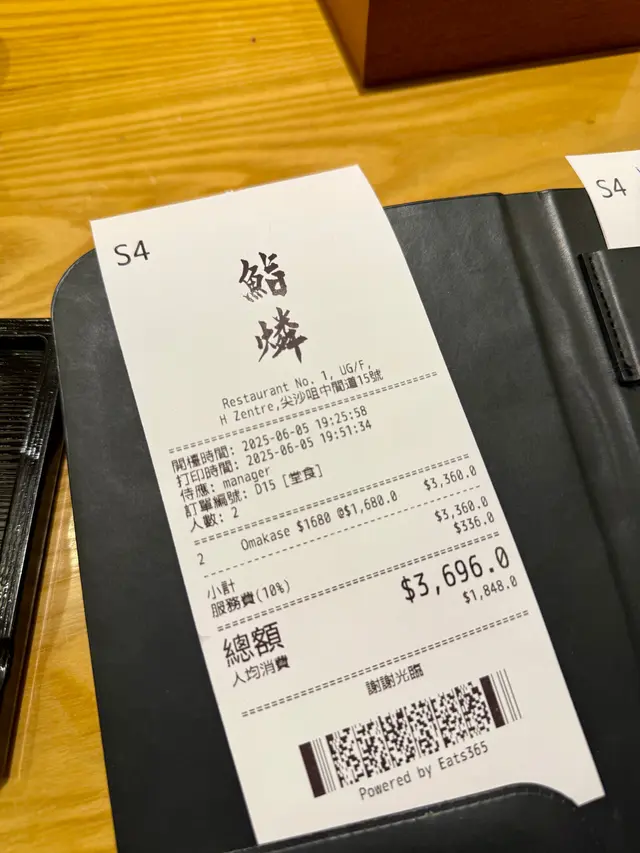 S4
鮨
燐
Restaurant No. 1, UG/F,
H Zentre,尖沙咀中間道15號
開檯時間: 2025-06-05 19:25:58
打印時間: 2025-06-05 19:51:34
侍應: manager
訂單編號: D15 [堂食]
人數: 2
2 Omakase $1680 @$1,680.0 $3,360.0
小計 $3,360.0
服務費(10%) $336.0
總額 $3,696.0
人均消費 $1,848.0
謝謝光臨
Powered by Eats365
S4